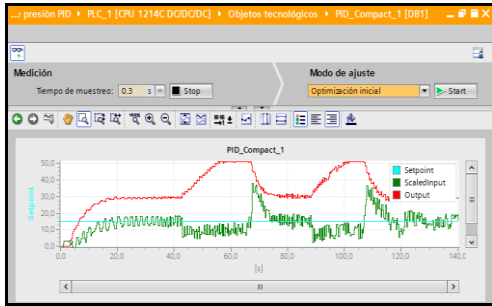 ...presión PID ▸ PLC_1 [CPU 1214C DC/DC/DC] ▸ Objetos tecnológicos ▸ PID_Compact_1 [DB1]
Medición
Modo de ajuste
Tiempo de muestreo: 0.3 s Stop
Optimización inicial Start
PID_Compact_1
Setpoint
50,0
40,0
30,0
20,0
10,0
0,0
Setpoint
ScaledInput
Output
0,0 20,0 40,0 60,0 80,0 100,0 120,0 140,0
[s]